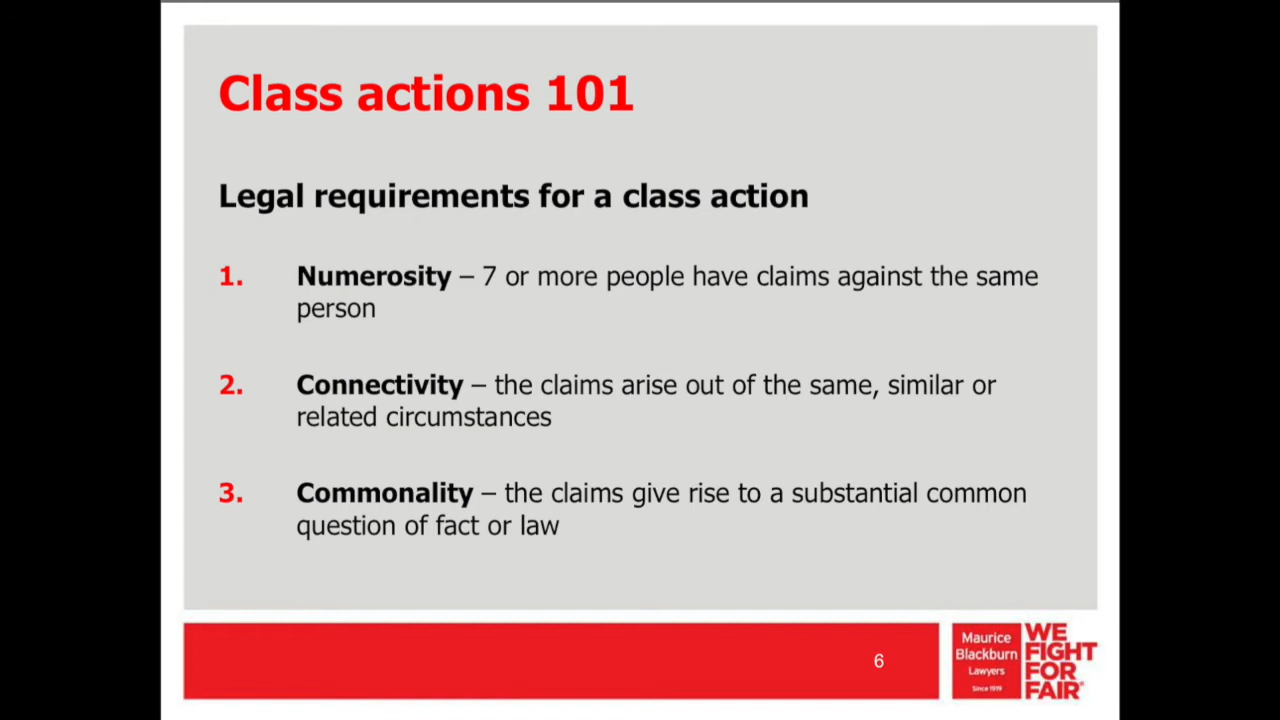 Class actions 101
Legal requirements for a class action
1. Numerosity – 7 or more people have claims against the same
person
2. Connectivity – the claims arise out of the same, similar or
related circumstances
3. Commonality – the claims give rise to a substantial common
question of fact or law
6
Maurice
Blackburn
Lawyers
Since 1919
WE
FIGHT
FOR
FAIR®